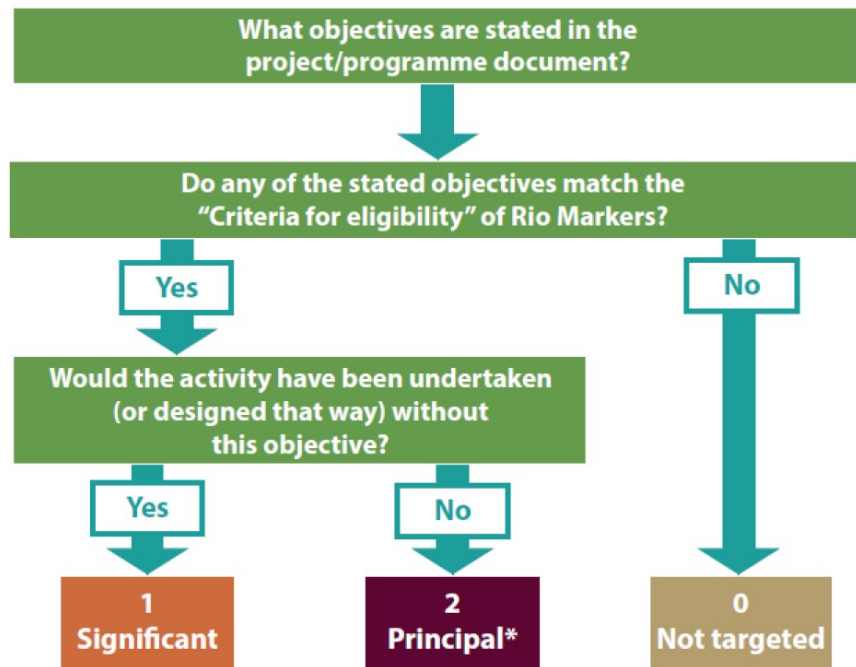 What objectives are stated in the
project/programme document?
Do any of the stated objectives match the
“Criteria for eligibility” of Rio Markers?
Yes
No
Would the activity have been undertaken
(or designed that way) without
this objective?
Yes
No
1
Significant
2
Principal*
0
Not targeted